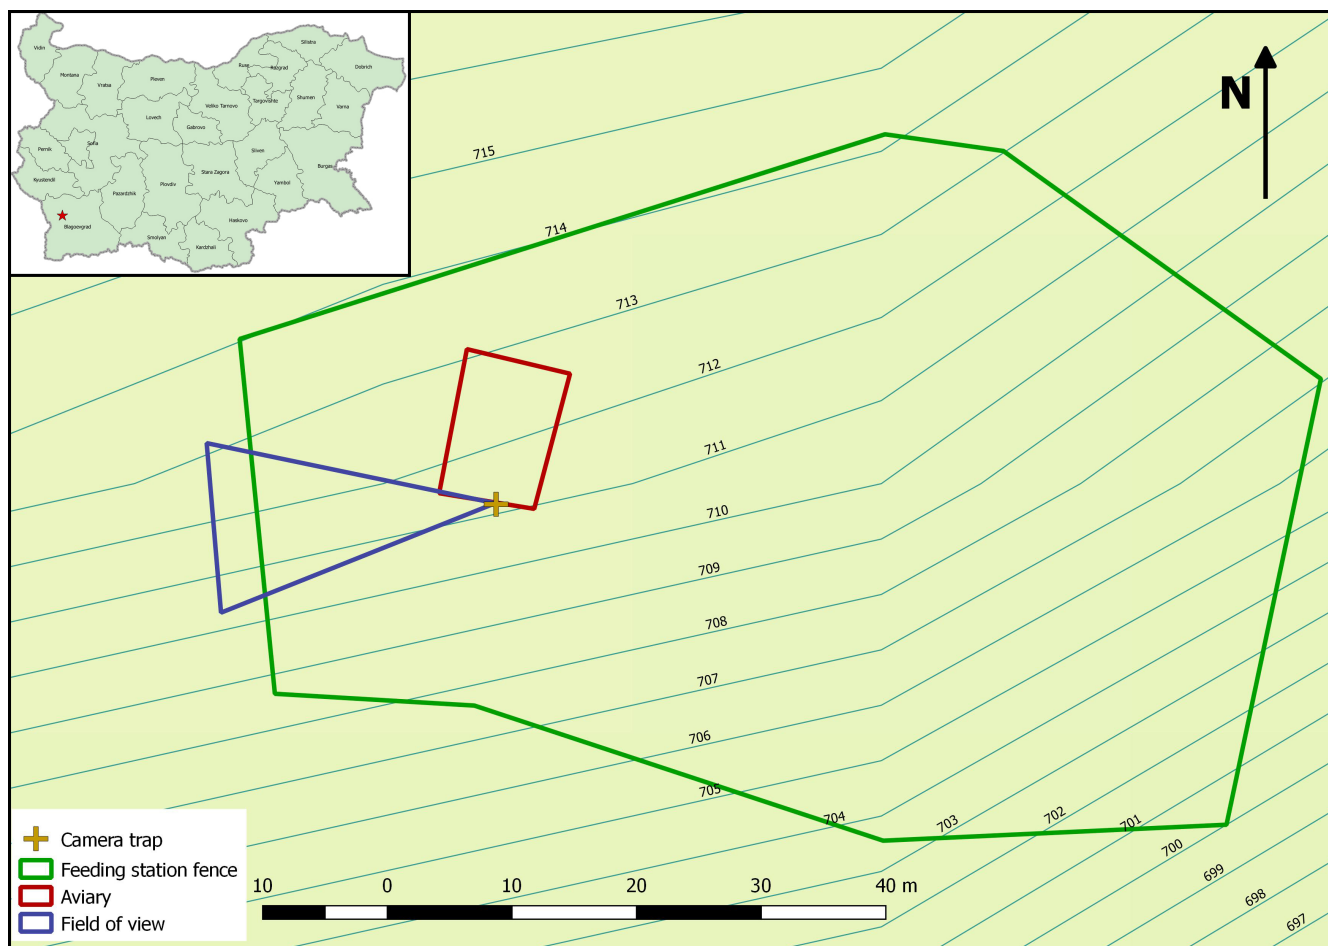 Vidin
Montana
Vratsa
Pleven
Ruse
Razgrad
Silistra
Dobrich
Shumen
Varna
Targovishte
Veliko Tarnovo
Lovech
Gabrovo
Sofia
Pernik
Kyustendil
Sliven
Burgas
Stara Zagora
Yambol
Plovdiv
Pazardzhik
Haskovo
Blagoevgrad
Smolyan
Kardzhali
N
715
714
713
712
711
710
709
708
707
706
705
704
703
702
701
700
699
698
697
Camera trap
Feeding station fence
Aviary
Field of view
10 0 10 20 30 40 m